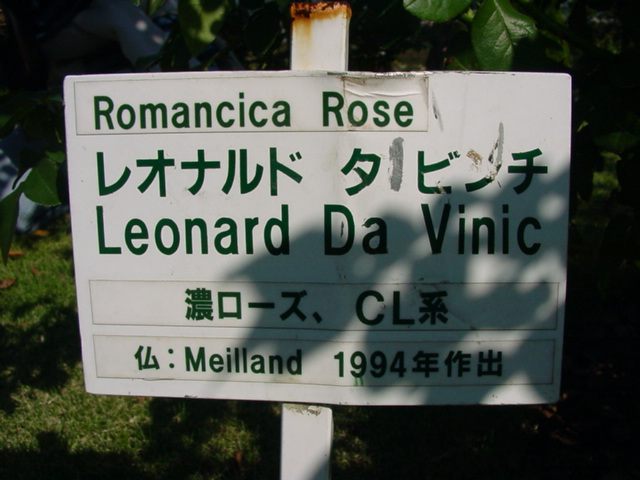 Romancica Rose
レオナルド タ ビンチ
Leonard Da Vinic
濃ローズ、CL系
仏：Meilland 1994年作出